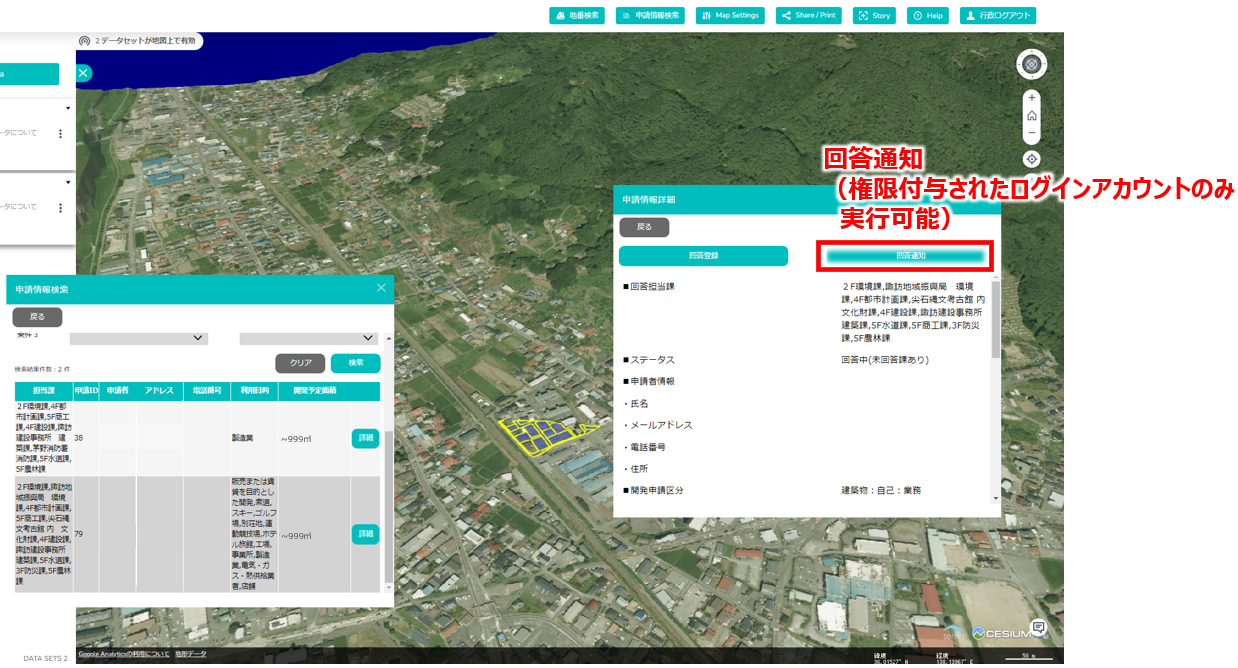 地番検索
申請情報検索
Map Settings
Share / Print
Story
Help
行政ログアウト
2 データセットが地図上で有効
a
ータについて
ータについて
回答通知
（権限付与されたログインアカウントのみ
実行可能）
申請情報詳細
戻る
回答登録
回答通知
■回答担当課
２F環境課,諏訪地域振興局　環境
課,4F都市計画課,尖石縄文考古館 内
文化財課,4F建設課,諏訪建設事務所
建築課,5F水道課,5F商工課,3F防災
課,5F農林課
■ステータス
回答中(未回答課あり)
■申請者情報
・氏名
・メールアドレス
・電話番号
・住所
■開発申請区分
建築物：自己：業務
申請情報検索
戻る
条件 3
クリア
検索
検索結果件数：2 件
担当課
申請ID
申請者
アドレス
電話番号
利用目的
開発予定面積
２F環境課,4F都
市計画課,5F商工
課,4F建設課,諏訪
建設事務所　建
築課,茅野消防署
消防課,5F水道課,
5F農林課
38
製造業
~999㎡
詳細
２F環境課,諏訪地
域振興局　環境
課,4F都市計画課,
5F商工課,尖石縄
文考古館 内　文
化財課,4F建設課,
諏訪建設事務所
建築課,5F水道課,
3F防災課,5F農林
課
79
販売または賃
貸を目的とし
た開発,索道,
スキー,ゴルフ
場,別荘地,運
動競技場,ホテ
ル旅館,工場,
事業所,製造
業,電気・ガ
ス・熱供給業
者,店舗
~999㎡
詳細
CESIUM
DATA SETS 2
Google Analyticsの利用について
地形データ
緯度
36.01527° N
経度
138.13967° E
50 m